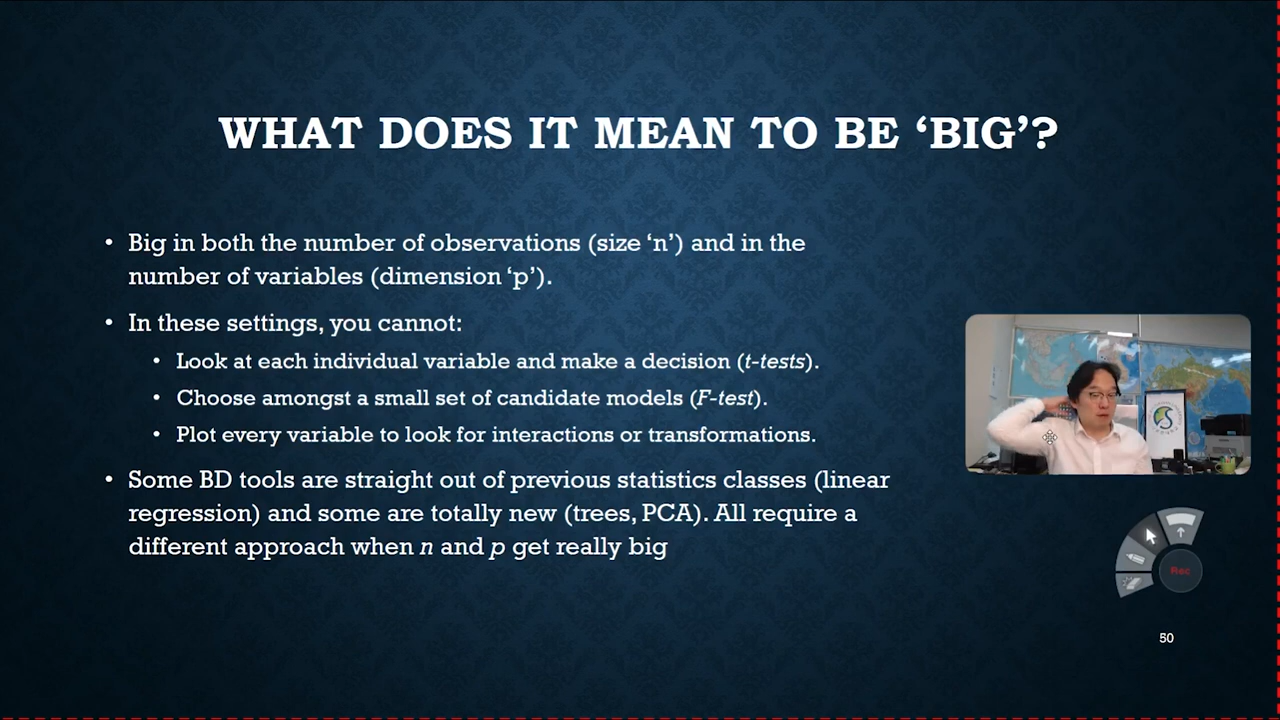 WHAT DOES IT MEAN TO BE ‘BIG’?
• Big in both the number of observations (size ‘n’) and in the
number of variables (dimension ‘p’).
• In these settings, you cannot:
• Look at each individual variable and make a decision (t-tests).
• Choose amongst a small set of candidate models (F-test).
• Plot every variable to look for interactions or transformations.
• Some BD tools are straight out of previous statistics classes (linear
regression) and some are totally new (trees, PCA). All require a
different approach when n and p get really big
Rec
50